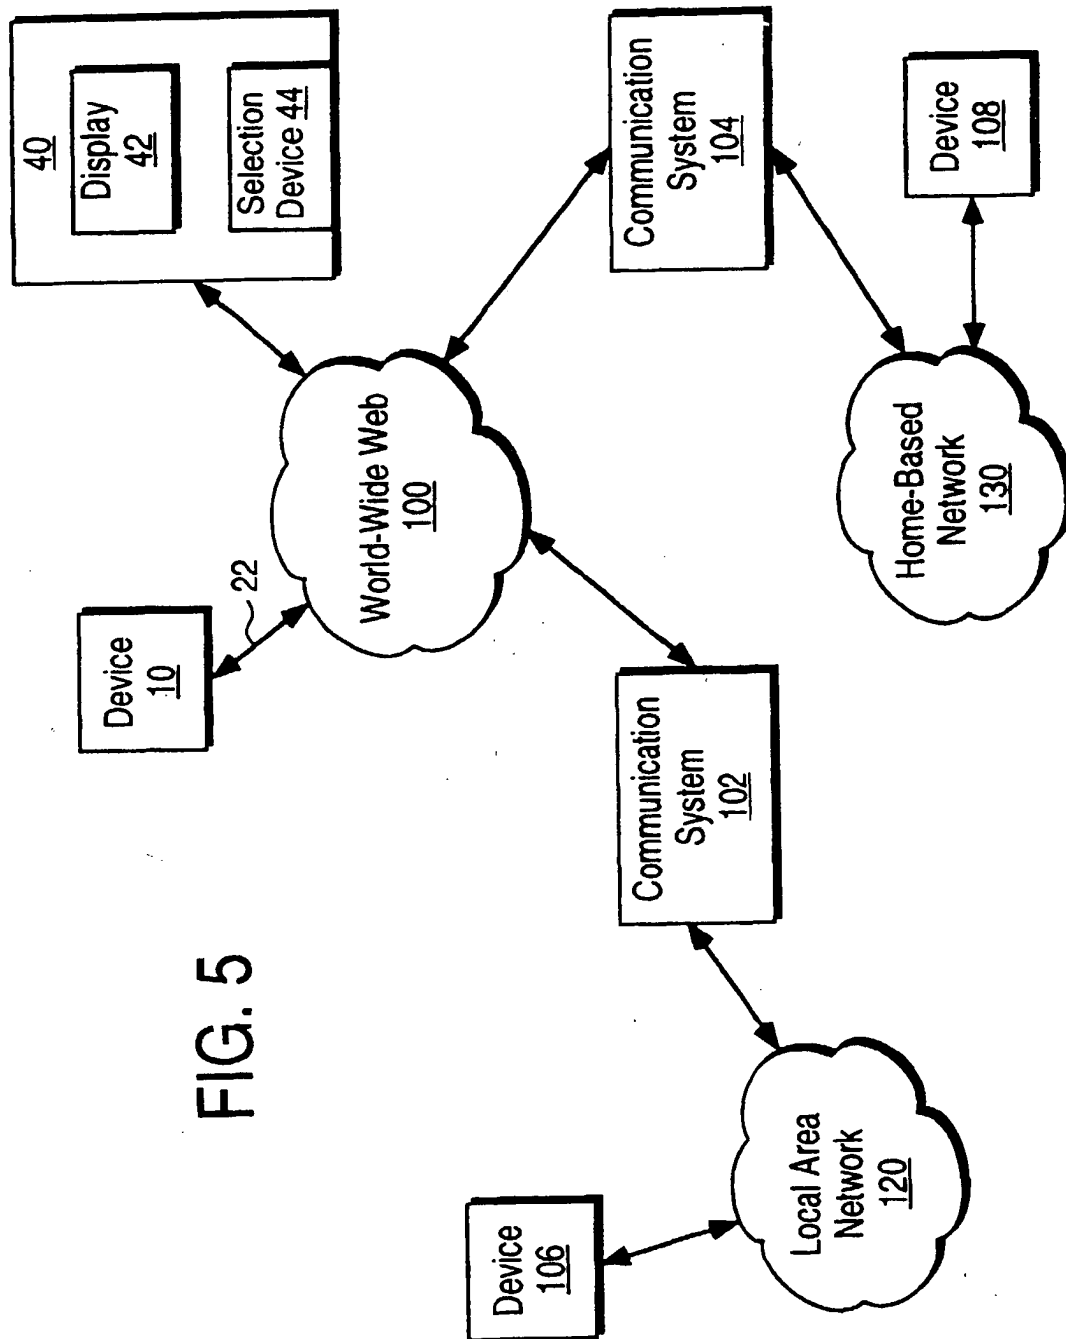 40
Display
42
Selection
Device 44
Device
10
22
World-Wide Web
100
Communication
System
104
Communication
System
102
Device
108
Home-Based
Network
130
Local Area
Network
120
Device
106
FIG. 5